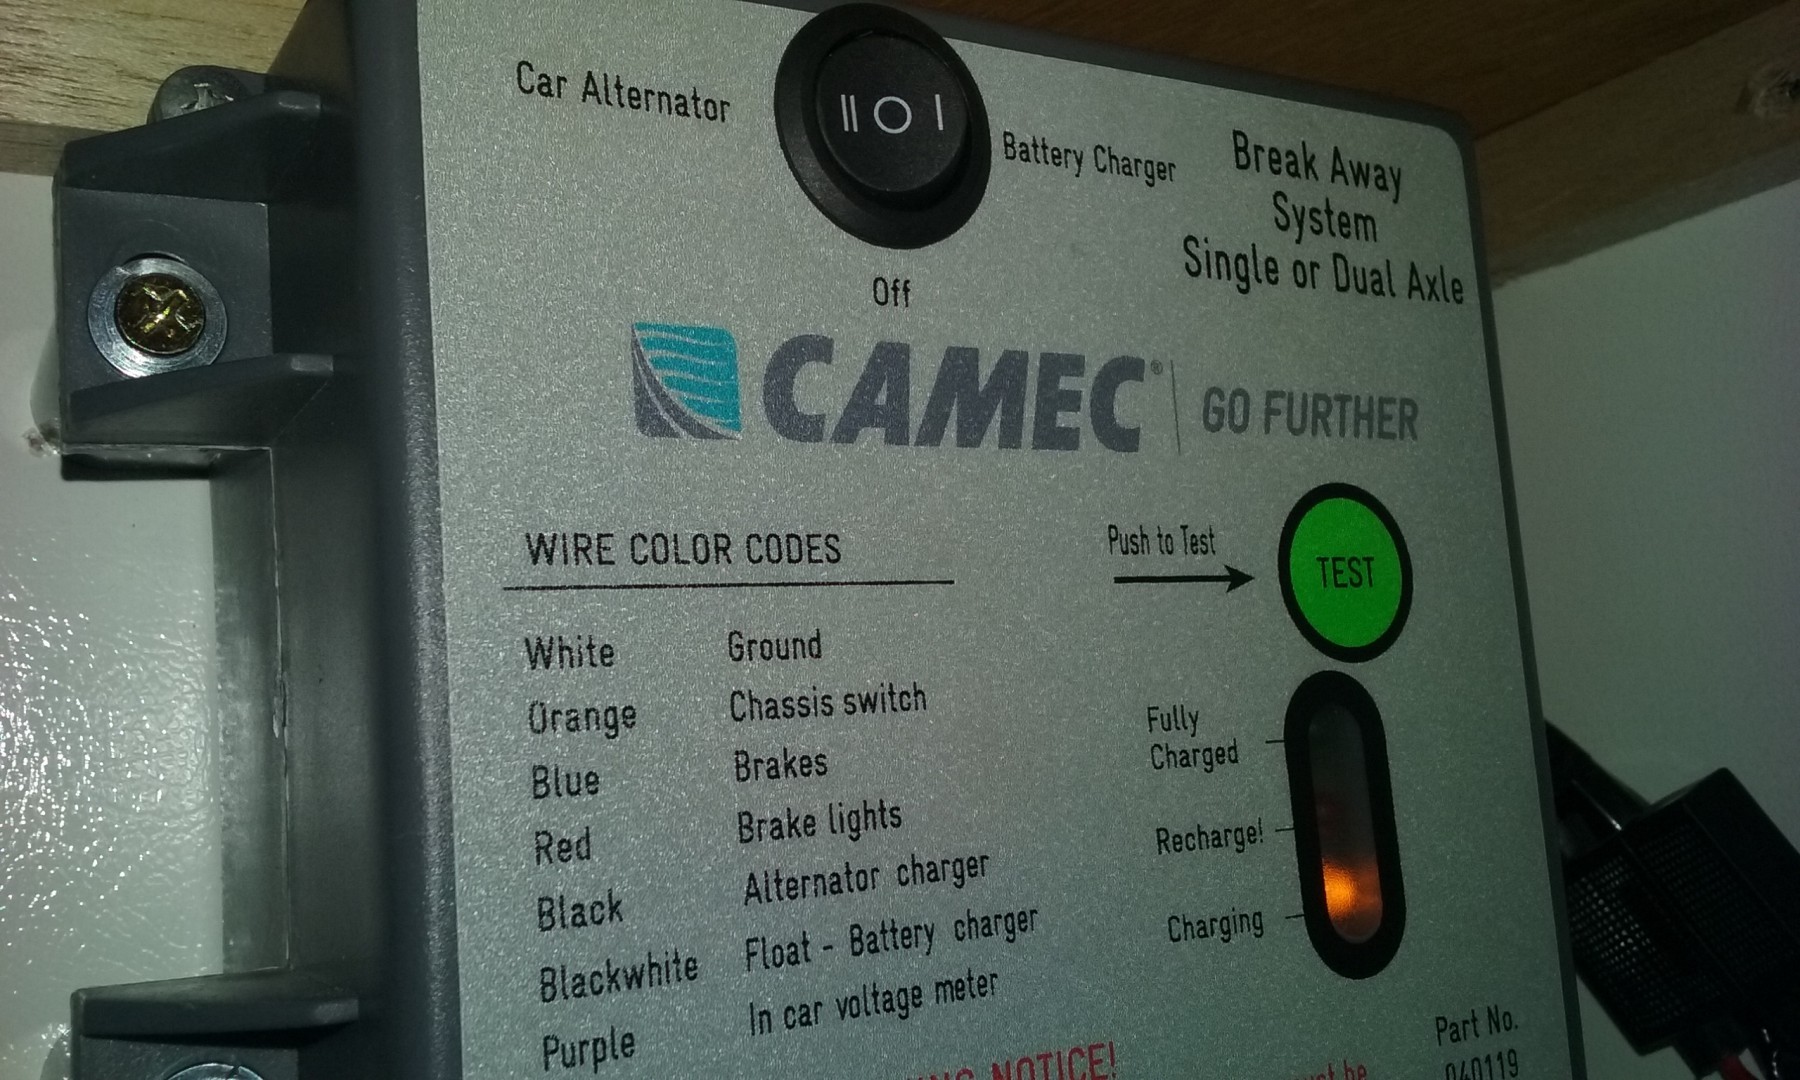 Car Alternator
II O I
Battery Charger
Off
Break Away
System
Single or Dual Axle
CAMEC® | GO FURTHER
WIRE COLOR CODES
White Ground
Orange Chassis switch
Blue Brakes
Red Brake lights
Black Alternator charger
Blackwhite Float - Battery charger
Purple In car voltage meter
Push to Test
TEST
Fully
Charged
Recharge!
Charging
NOTICE!
be
Part No.
040119